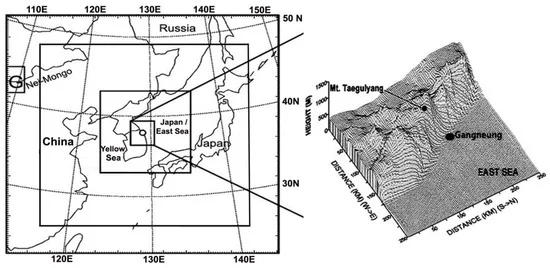 110E 120E 130E 140E 150E
50 N
Russia
G
Nei-Mongo
40N
China
Japan /
East Sea
Yellow
Sea
Japan
30N
120E 130E 140E
1500
Mt. Taegulyang
Gangneung
EAST SEA
DISTANCE (KM) (W->E)
DISTANCE (KM) (S->N)